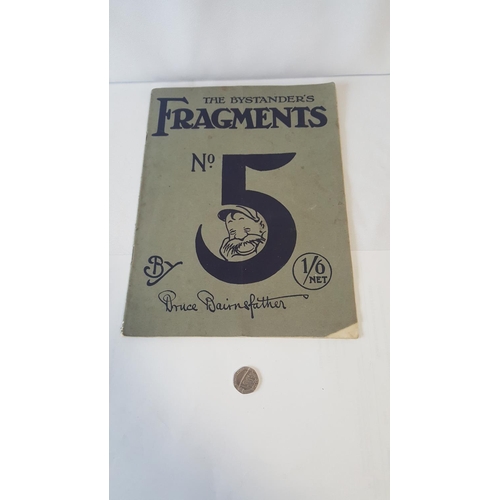 THE BYSTANDER'S
FRAGMENTS
No.
5
By
1/6
NET
Bruce Bairnsfather